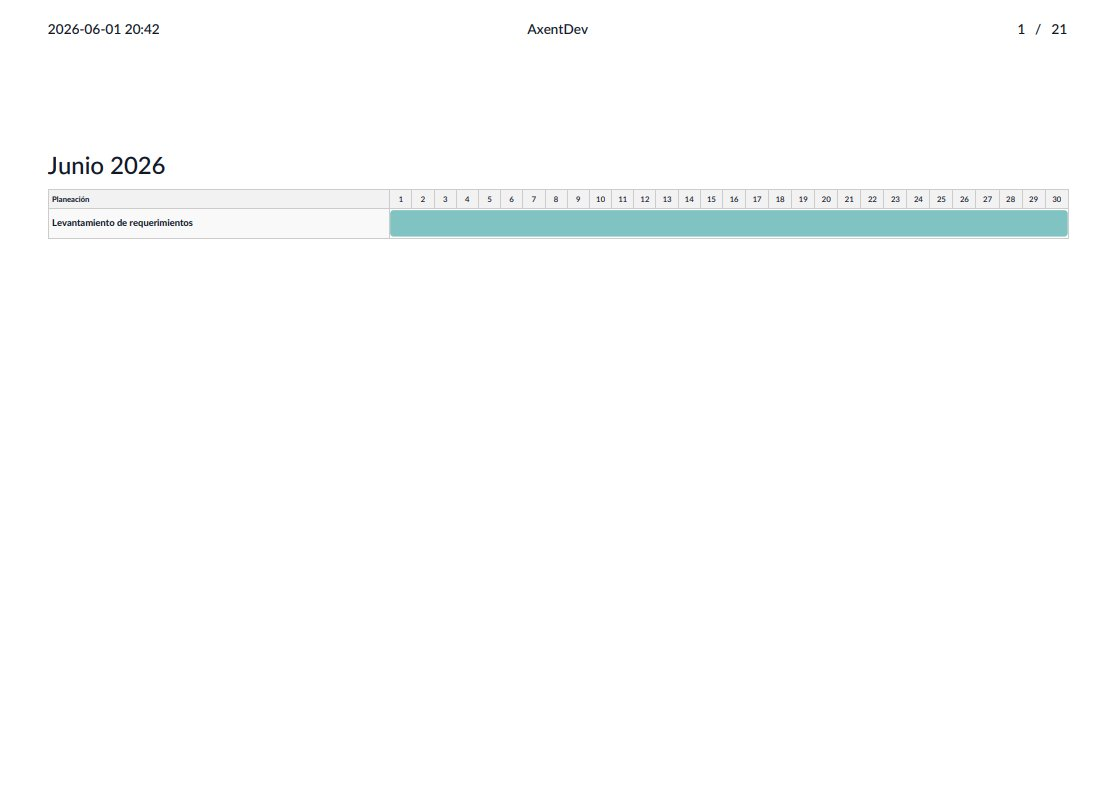 2026-06-01 20:42 AxentDev 1 / 21
Junio 2026
Planeación 1 2 3 4 5 6 7 8 9 10 11 12 13 14 15 16 17 18 19 20 21 22 23 24 25 26 27 28 29 30
Levantamiento de requerimientos